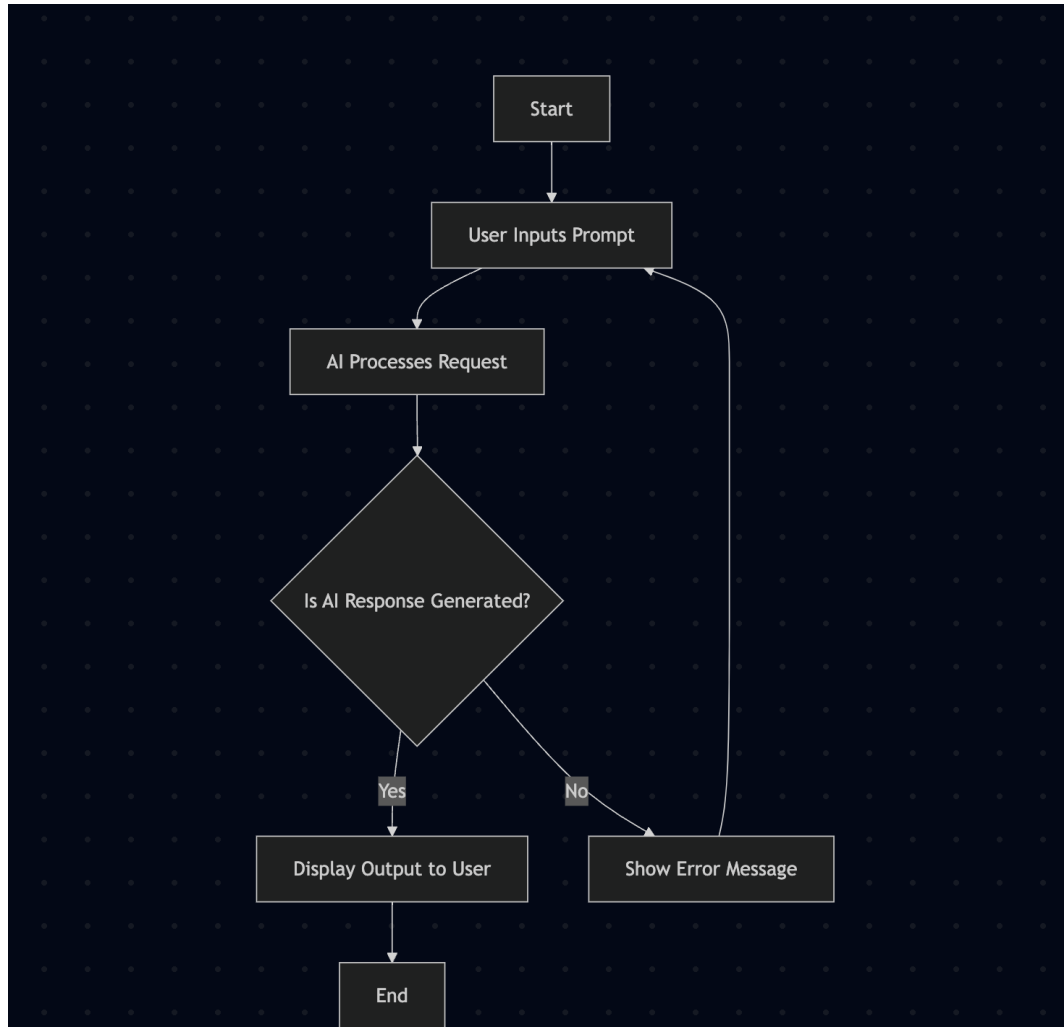 Start
User Inputs Prompt
AI Processes Request
Is AI Response Generated?
Yes
No
Display Output to User
Show Error Message
End